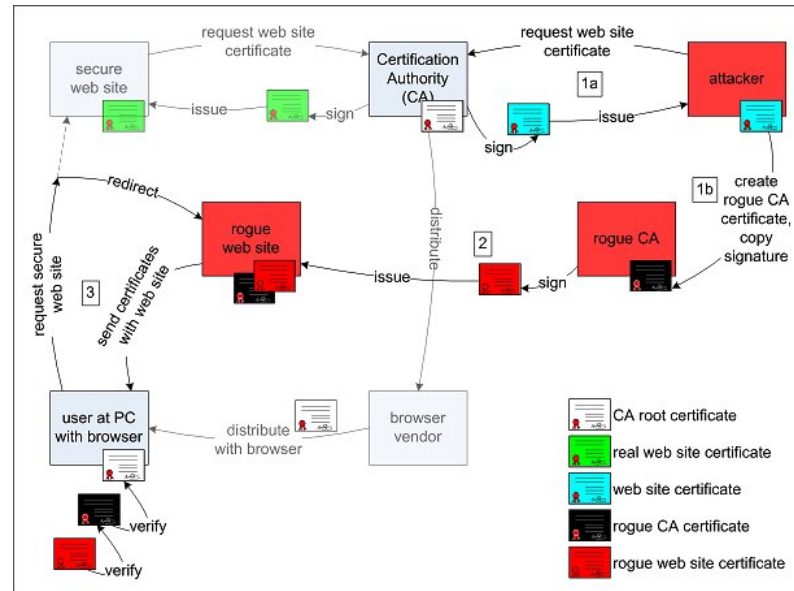 request web site
certificate
secure
web site
issue
sign
Certification
Authority
(CA)
request web site
certificate
1a
attacker
sign
issue
1b
create
rogue CA
certificate,
copy
signature
redirect
rogue
web site
distribute
2
issue
sign
rogue CA
request secure
web site
3
send certificates
with web site
user at PC
with browser
distribute
with browser
browser
vendor
verify
verify
CA root certificate
real web site certificate
web site certificate
rogue CA certificate
rogue web site certificate